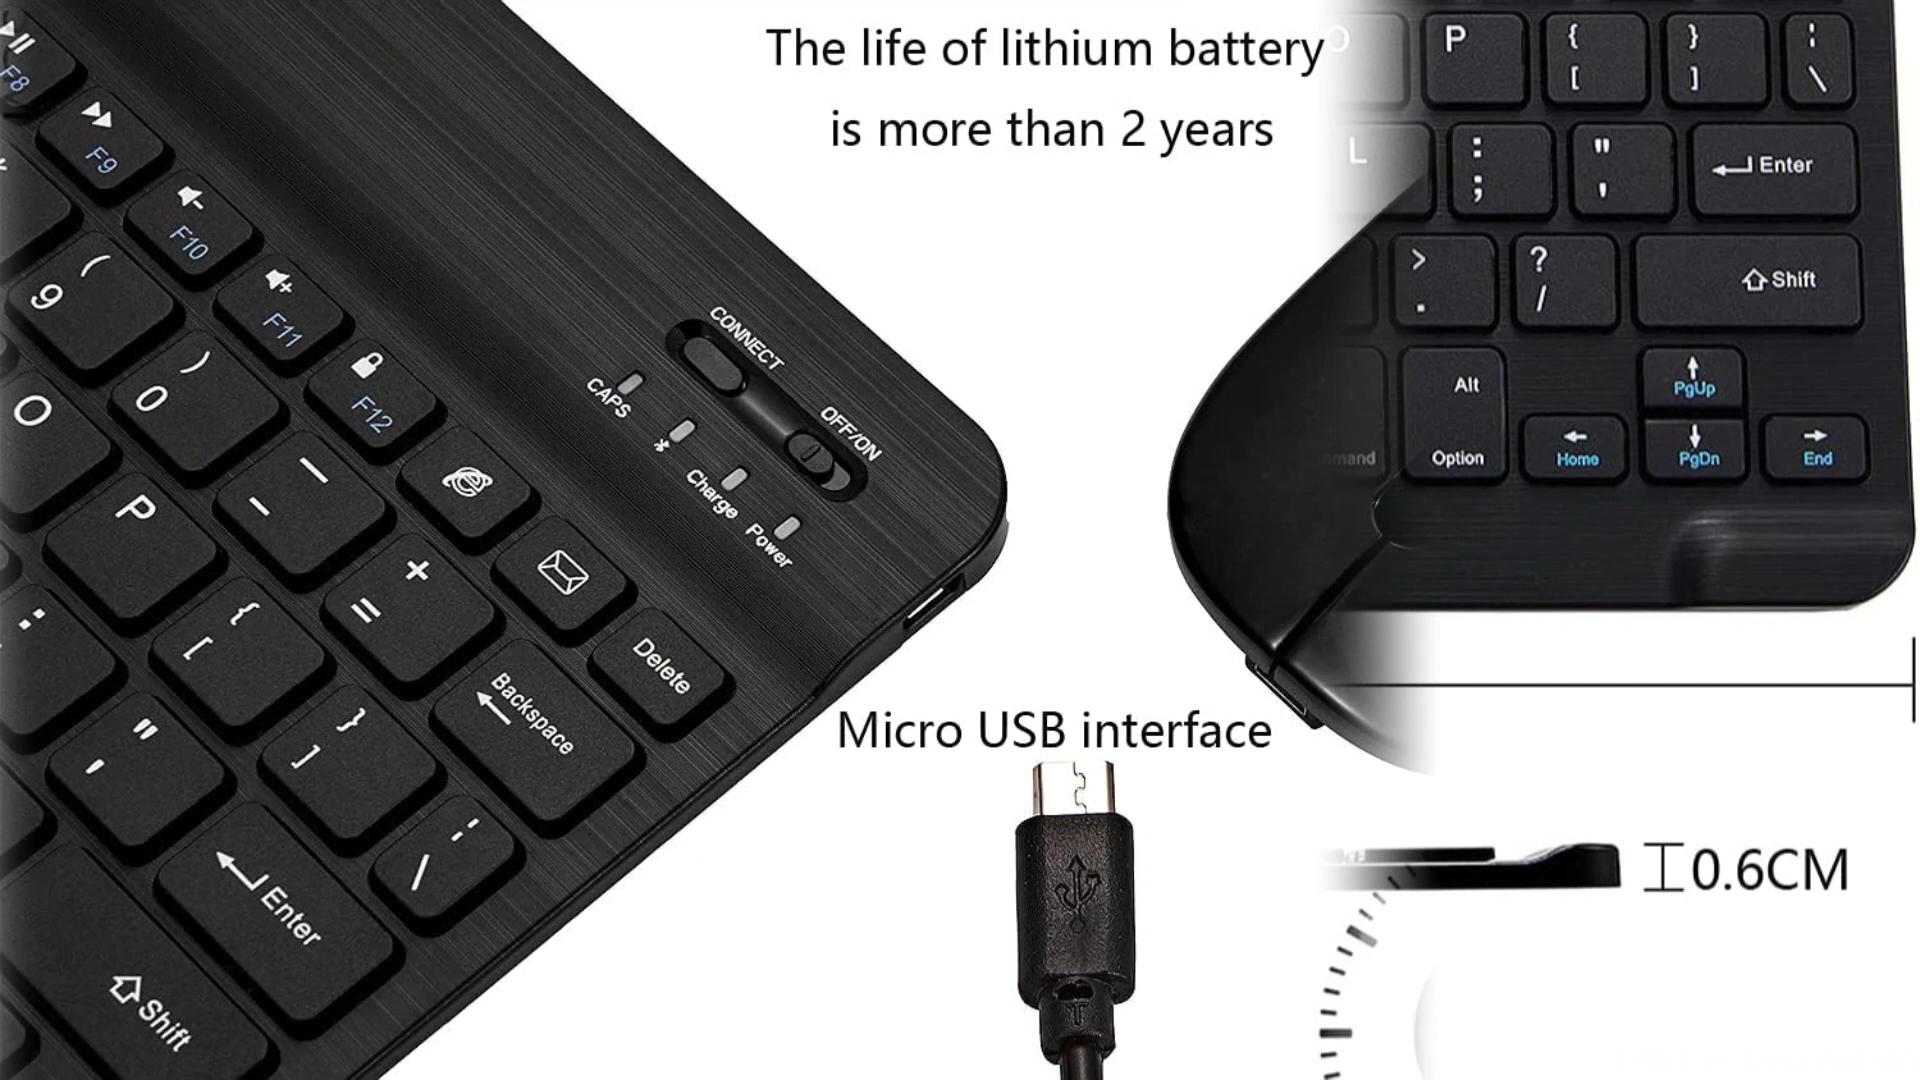 The life of lithium battery
is more than 2 years
F8
F9
F10
F11
F12
( 9
) 0
O
P
— -
+ =
{ [
} ]
:
" '
¦ \
Delete
Backspace
Enter
Shift
CONNECT
OFF/ON
CAPS
Charge
Power
Micro USB interface
O P { [ } ] ¦ \
L : ; " ' Enter
> . ? / Shift
Alt
Option
PgUp
Home PgDn End
0.6CM